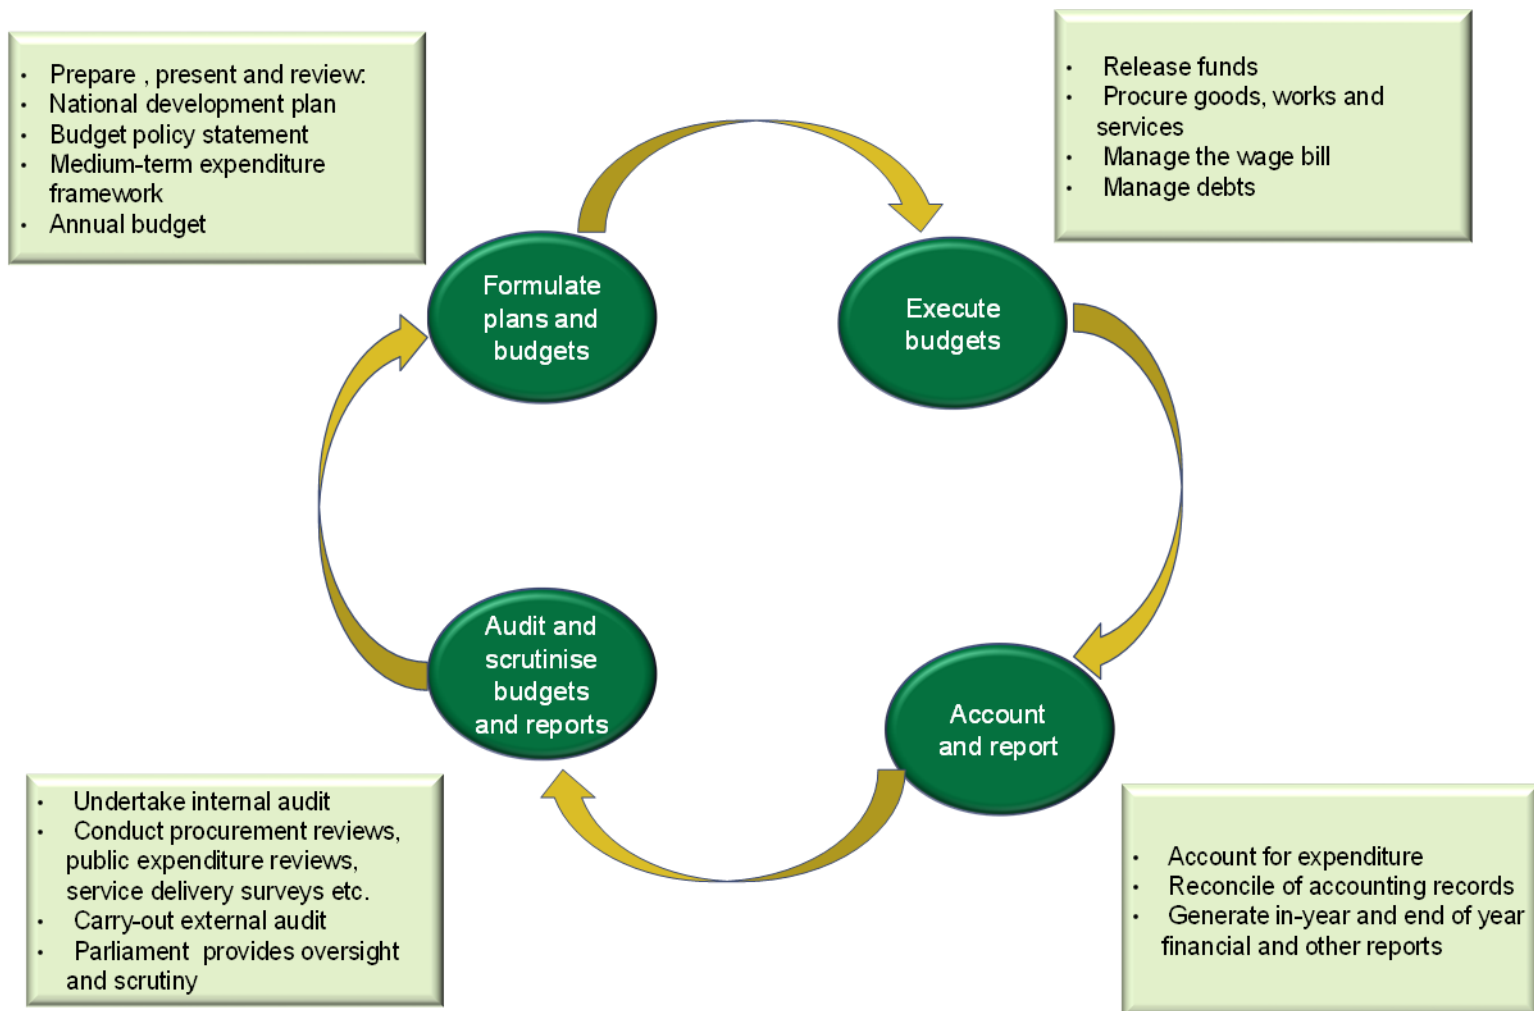 • Prepare , present and review:
• National development plan
• Budget policy statement
• Medium-term expenditure
framework
• Annual budget
• Release funds
• Procure goods, works and
services
• Manage the wage bill
• Manage debts
Formulate
plans and
budgets
Execute
budgets
Audit and
scrutinise
budgets
and reports
Account
and report
• Undertake internal audit
• Conduct procurement reviews,
public expenditure reviews,
service delivery surveys etc.
• Carry-out external audit
• Parliament provides oversight
and scrutiny
• Account for expenditure
• Reconcile of accounting records
• Generate in-year and end of year
financial and other reports